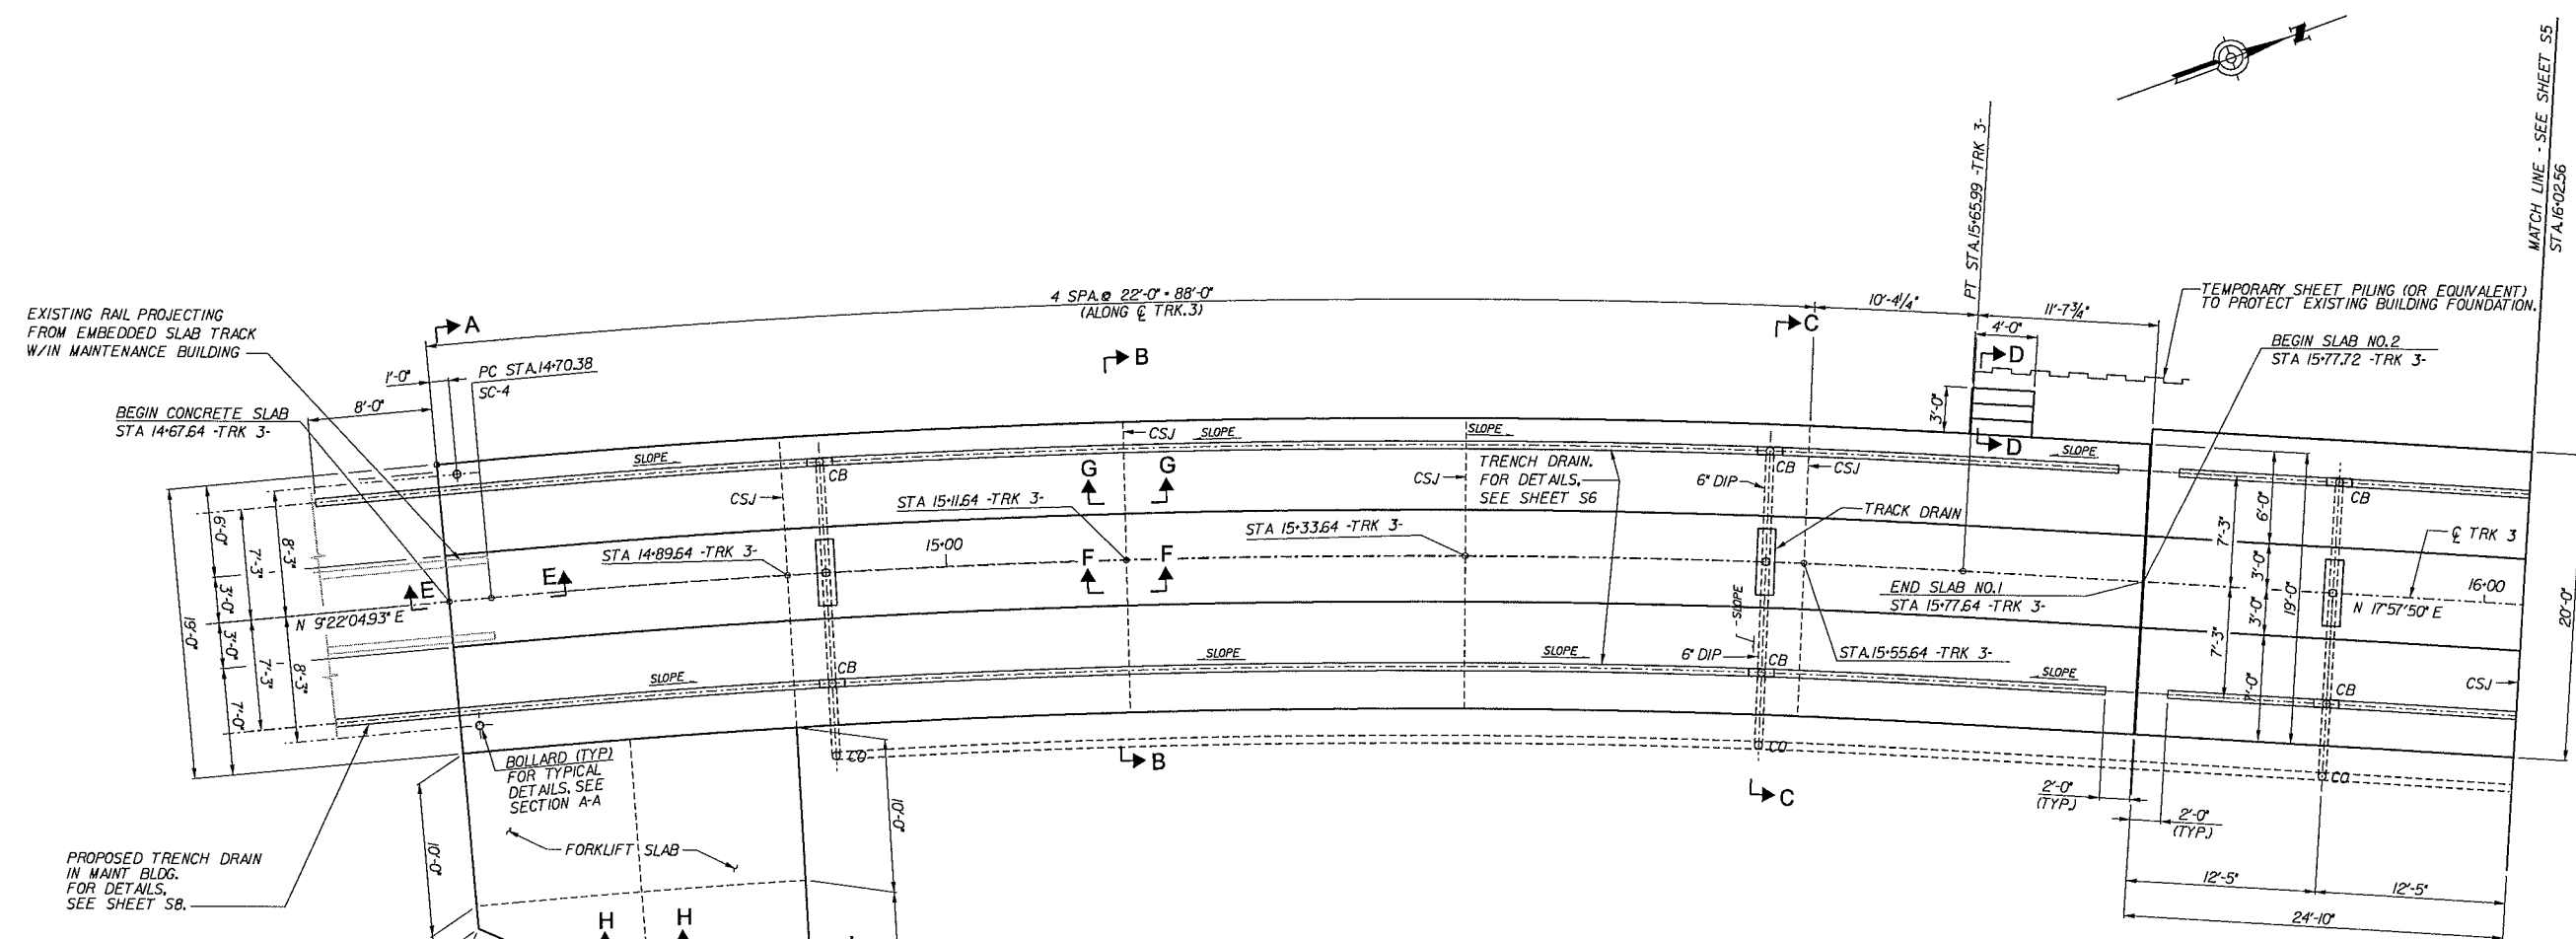 N
MATCH LINE - SEE SHEET S5
STA.16+02.56
PT STA.15+65.99 -TRK 3-
4 SPA.@ 22'-0" = 88'-0"
(ALONG ℄ TRK.3)
10'-4¼"
11'-7¾"
4'-0"
3'-0"
TEMPORARY SHEET PILING (OR EQUIVALENT)
TO PROTECT EXISTING BUILDING FOUNDATION.
BEGIN SLAB NO.2
STA 15+77.72 -TRK 3-
EXISTING RAIL PROJECTING
FROM EMBEDDED SLAB TRACK
W/IN MAINTENANCE BUILDING
A
B
C
D
D
1'-0"
PC STA.14+70.38
SC-4
8'-0"
BEGIN CONCRETE SLAB
STA 14+67.64 -TRK 3-
SLOPE
CSJ
SLOPE
SLOPE
SLOPE
CB
CSJ
G
G
STA 15+11.64 -TRK 3-
CSJ
TRENCH DRAIN.
FOR DETAILS,
SEE SHEET S6
6" DIP
CB
CSJ
TRACK DRAIN
CB
STA 14+89.64 -TRK 3-
15+00
F
F
STA 15+33.64 -TRK 3-
E
E
N 9°22'04.93" E
END SLAB NO.1
STA 15+77.64 -TRK 3-
℄ TRK 3
16+00
N 17°57'50" E
6'-0"
7'-3"
8'-3"
3'-0"
19'-0"
3'-0"
7'-3"
8'-3"
7'-0"
7'-3"
6'-0"
3'-0"
19'-0"
3'-0"
7'-3"
7'-0"
20'-0"
SLOPE
6" DIP
CB
STA.15+55.64 -TRK 3-
SLOPE
CB
SLOPE
SLOPE
SLOPE
CB
CSJ
BOLLARD (TYP.)
FOR TYPICAL
DETAILS, SEE
SECTION A-A
CO
B
CO
C
CO
2'-0"
(TYP.)
2'-0"
(TYP.)
10'-0"
10'-0"
FORKLIFT SLAB
PROPOSED TRENCH DRAIN
IN MAINT BLDG.
FOR DETAILS,
SEE SHEET S8.
H
H
12'-5"
12'-5"
24'-10"